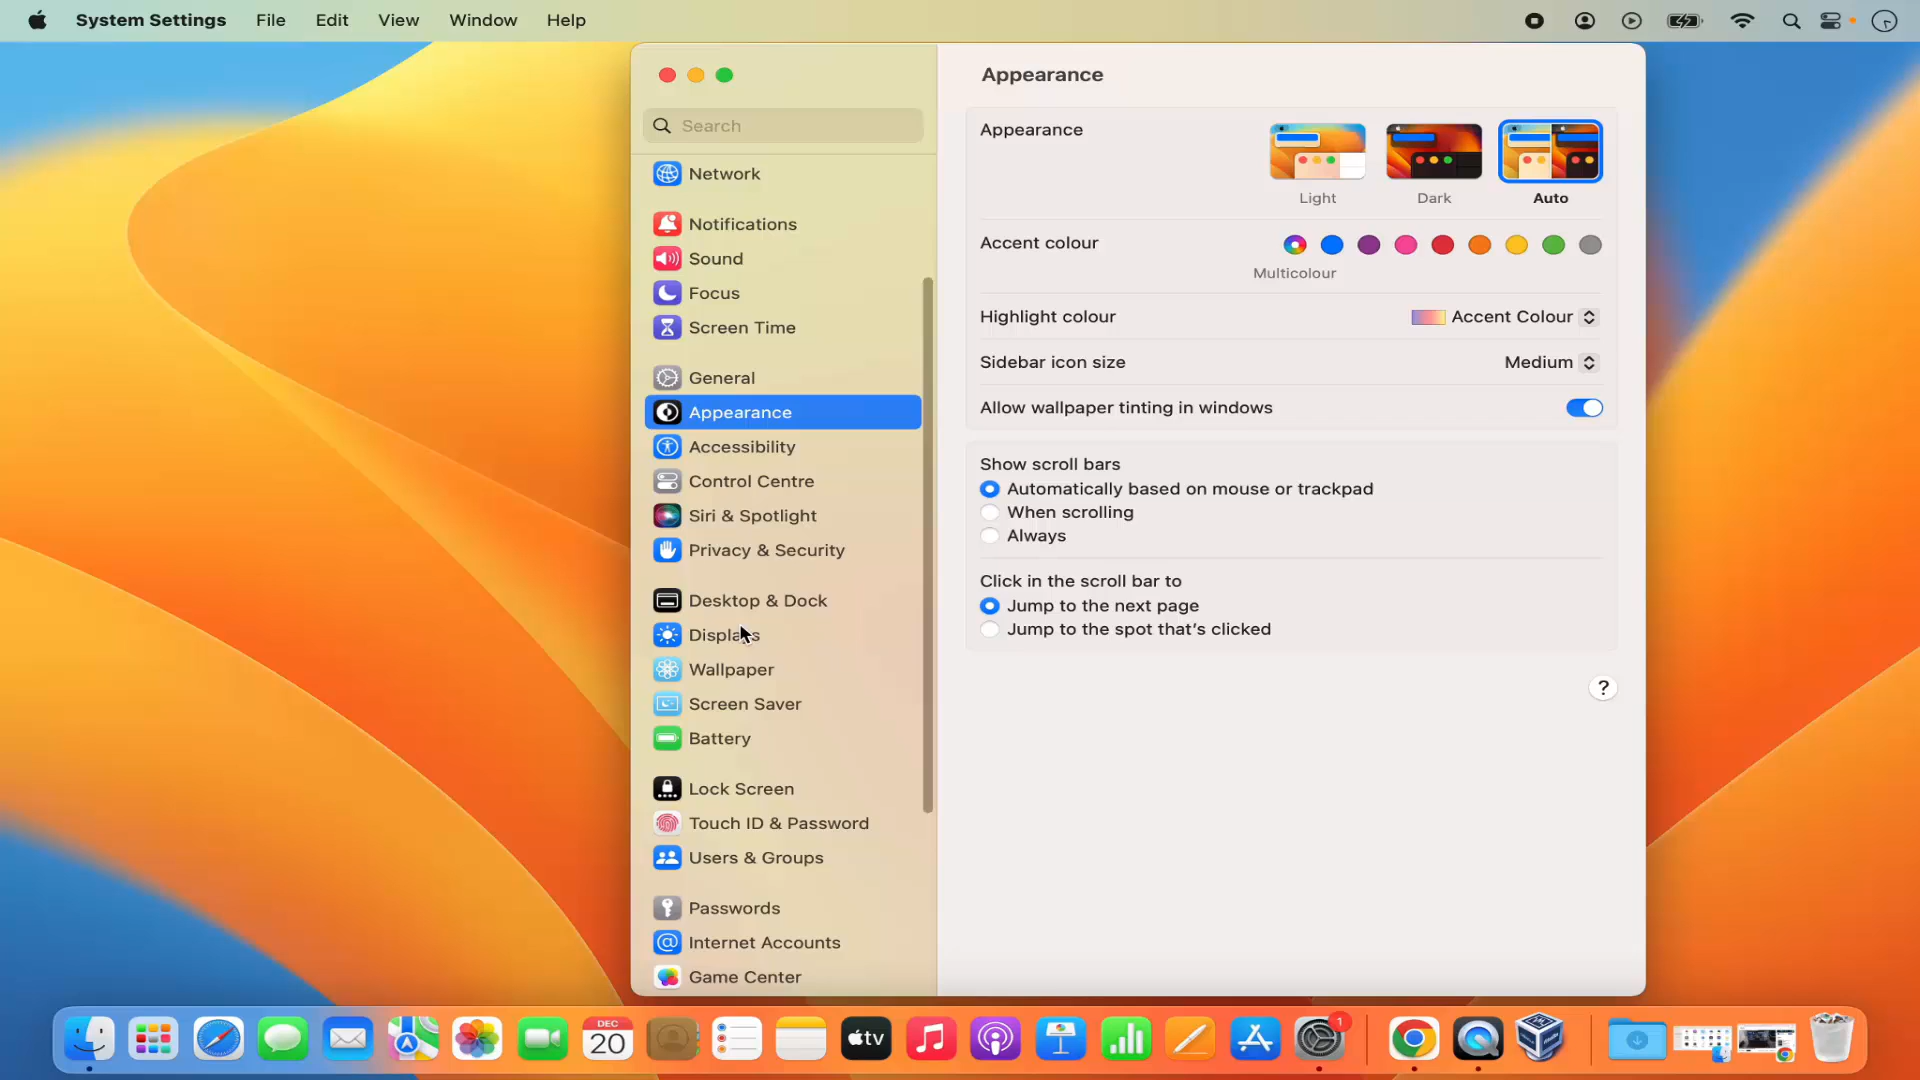 System Settings File Edit View Window Help
Search
Network
Notifications
Sound
Focus
Screen Time
General
Appearance
Accessibility
Control Centre
Siri & Spotlight
Privacy & Security
Desktop & Dock
Displays
Wallpaper
Screen Saver
Battery
Lock Screen
Touch ID & Password
Users & Groups
Passwords
Internet Accounts
Game Center
Appearance
Appearance
Light Dark Auto
Accent colour
Multicolour
Highlight colour Accent Colour
Sidebar icon size Medium
Allow wallpaper tinting in windows
Show scroll bars
Automatically based on mouse or trackpad
When scrolling
Always
Click in the scroll bar to
Jump to the next page
Jump to the spot that's clicked
?
DEC
20
tv
1